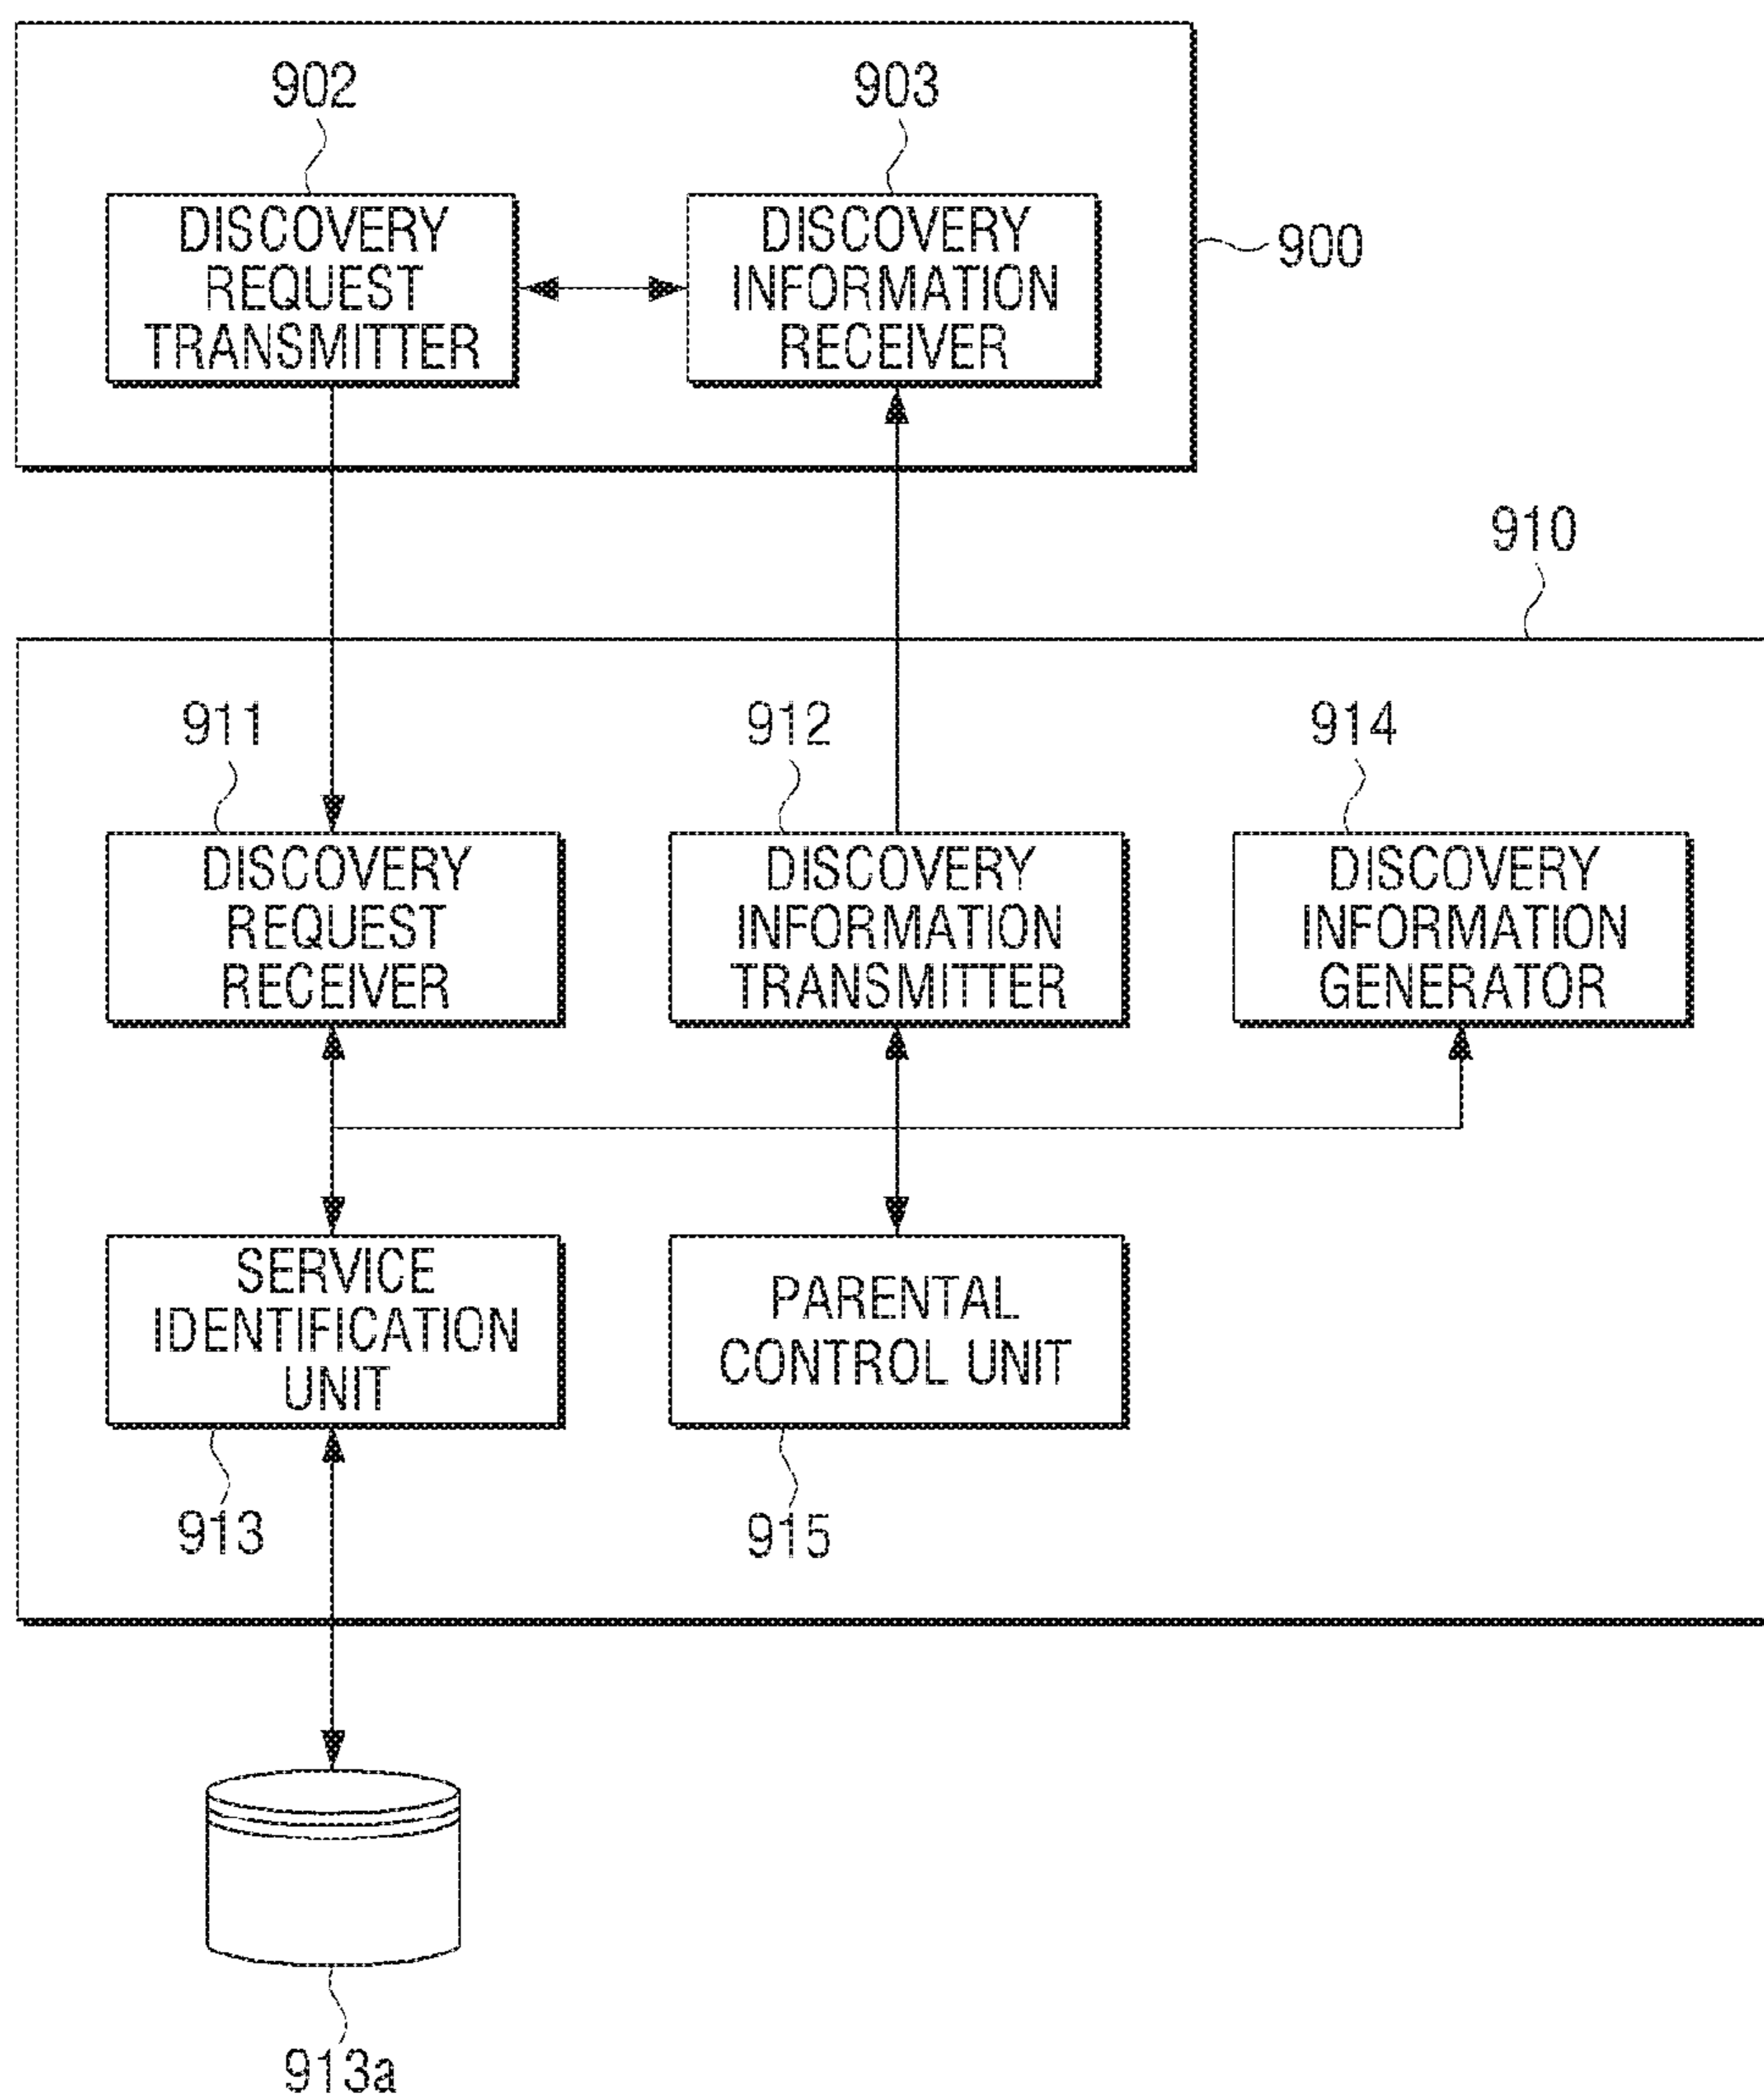 902
903
DISCOVERY
REQUEST
TRANSMITTER
DISCOVERY
INFORMATION
RECEIVER
900
910
911
912
914
DISCOVERY
REQUEST
RECEIVER
DISCOVERY
INFORMATION
TRANSMITTER
DISCOVERY
INFORMATION
GENERATOR
SERVICE
IDENTIFICATION
UNIT
PARENTAL
CONTROL UNIT
913
915
913a